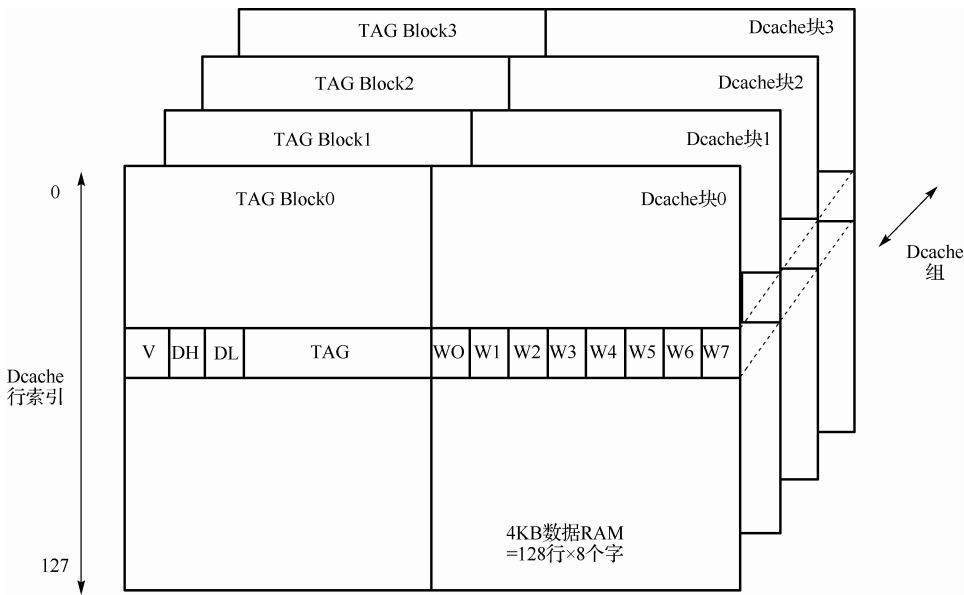 TAG Block3
Dcache块3
TAG Block2
Dcache块2
TAG Block1
Dcache块1
TAG Block0
Dcache块0
0
Dcache
组
V DH DL TAG WO W1 W2 W3 W4 W5 W6 W7
Dcache
行索引
4KB数据RAM
=128行×8个字
127